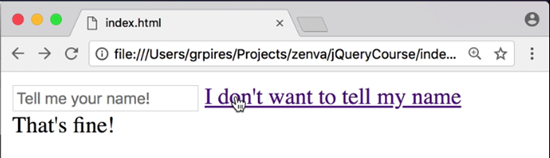 index.html
file:///Users/grpires/Projects/zenva/jQueryCourse/inde...
Tell me your name! I don't want to tell my name
That's fine!